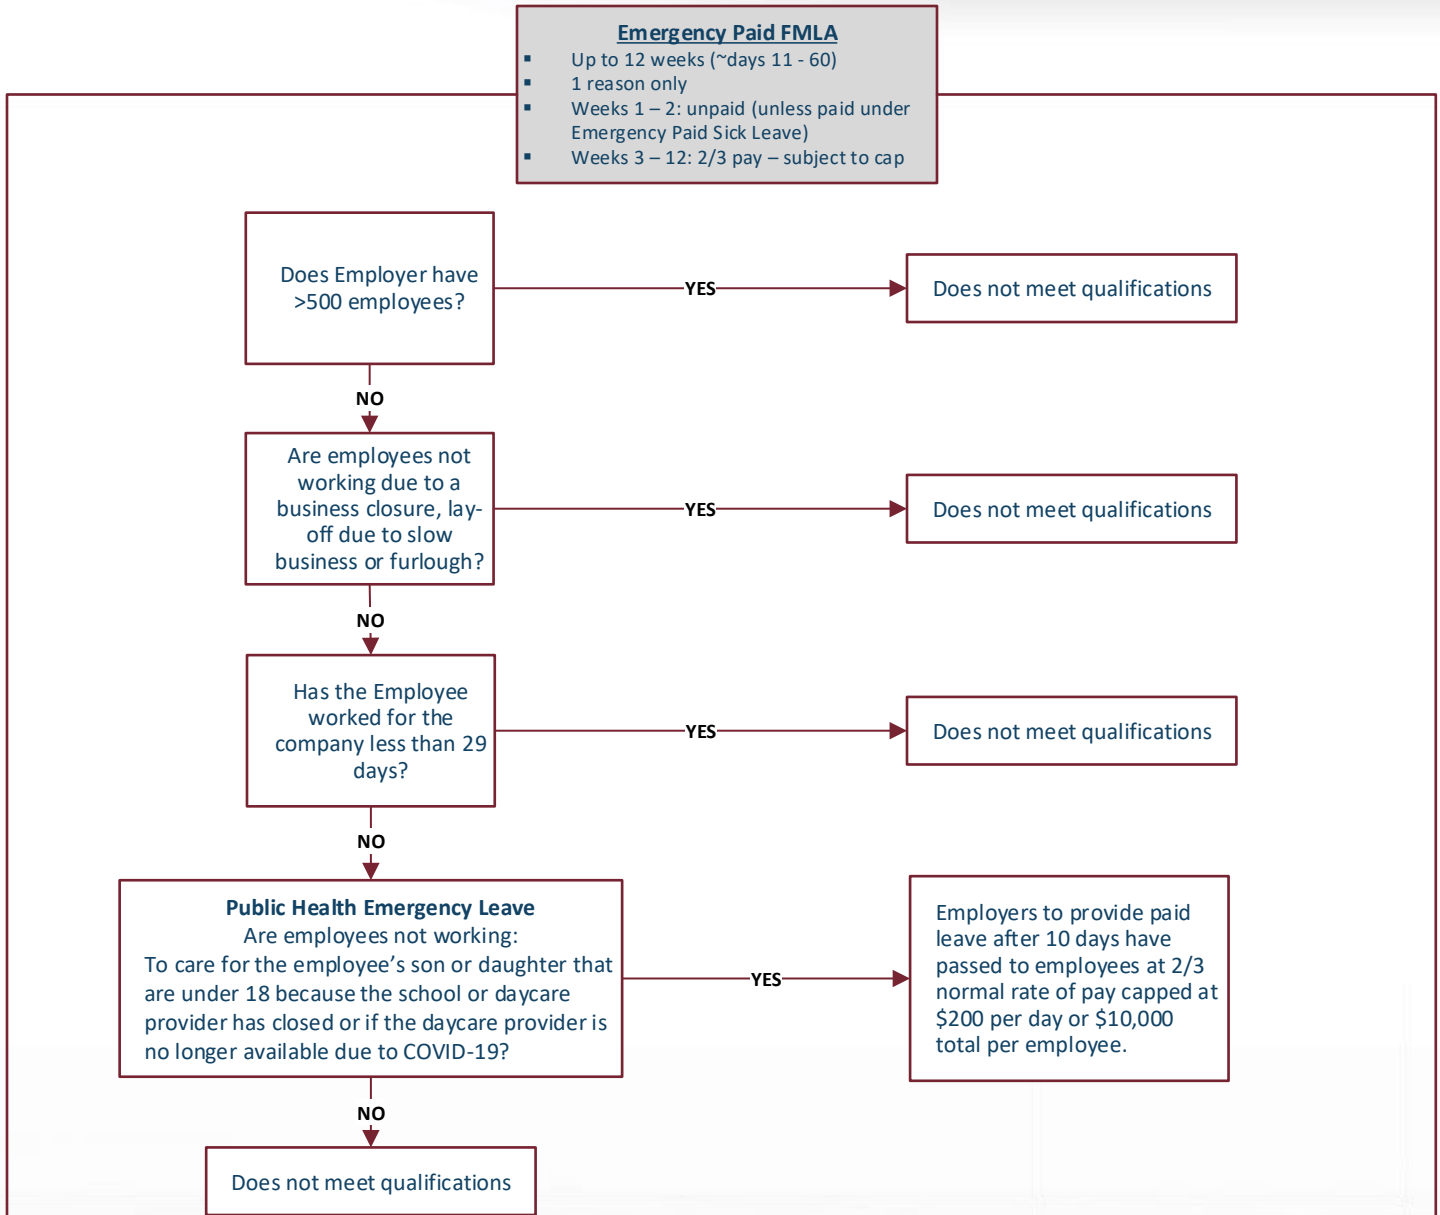 Emergency Paid FMLA
▪ Up to 12 weeks (~days 11 - 60)
▪ 1 reason only
▪ Weeks 1 – 2: unpaid (unless paid under
Emergency Paid Sick Leave)
▪ Weeks 3 – 12: 2/3 pay – subject to cap
Does Employer have
>500 employees?
YES
Does not meet qualifications
NO
Are employees not
working due to a
business closure, lay-
off due to slow
business or furlough?
YES
Does not meet qualifications
NO
Has the Employee
worked for the
company less than 29
days?
YES
Does not meet qualifications
NO
Public Health Emergency Leave
Are employees not working:
To care for the employee’s son or daughter that
are under 18 because the school or daycare
provider has closed or if the daycare provider is
no longer available due to COVID-19?
YES
Employers to provide paid
leave after 10 days have
passed to employees at 2/3
normal rate of pay capped at
$200 per day or $10,000
total per employee.
NO
Does not meet qualifications